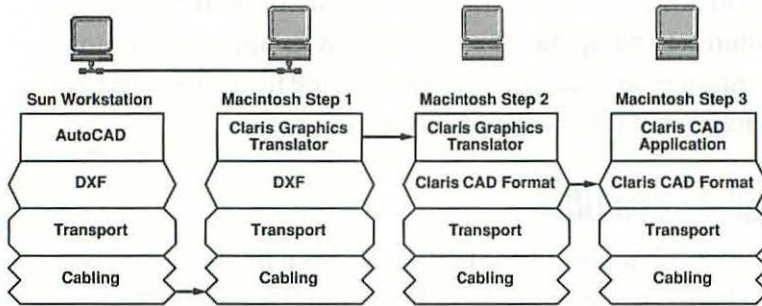 Sun Workstation
Macintosh Step 1
Macintosh Step 2
Macintosh Step 3
AutoCAD
DXF
Transport
Cabling
Claris Graphics
Translator
DXF
Transport
Cabling
Claris Graphics
Translator
Claris CAD Format
Transport
Cabling
Claris CAD
Application
Claris CAD Format
Transport
Cabling